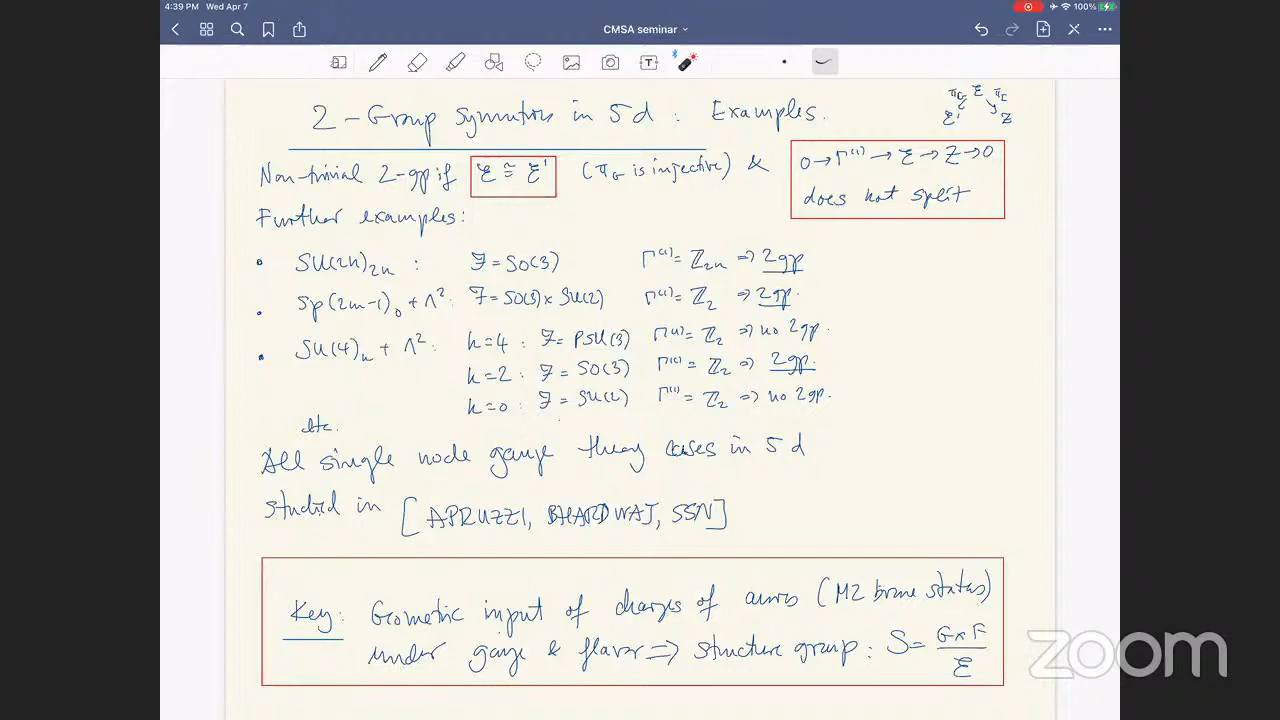 4:39 PM Wed Apr 7
100%
CMSA seminar
2-Group symmetries in 5d : Examples.
π_G ℰ π_C
ℰ' Z
Non-trivial 2-gp if ℰ ≅ ℰ' (π_G is injective) &
0 → Γ^(1) → ℰ → Z → 0
does not split
Further examples:
• SU(2n)_2n : ℱ = SO(3) Γ^(1) = ℤ_2n ⇒ 2gp
• Sp(2m-1)_0 + Λ²: ℱ = SO(3) × SU(2) Γ^(1) = ℤ_2 ⇒ 2gp.
• SU(4)_k + Λ²: k=4 : ℱ = PSU(3) Γ^(1) = ℤ_2 ⇒ no 2gp.
k=2 : ℱ = SO(3) Γ^(1) = ℤ_2 ⇒ 2gp.
k=0 : ℱ = SU(2) Γ^(1) = ℤ_2 ⇒ no 2gp.
etc.
All single node gauge theory cases in 5d
studied in [APRUZZI, BHARDWAJ, SSN]
Key: Geometric input of charges of curves (M2 brane states)
under gauge & flavor ⇒ structure group : S = G×F / ℰ
zoom